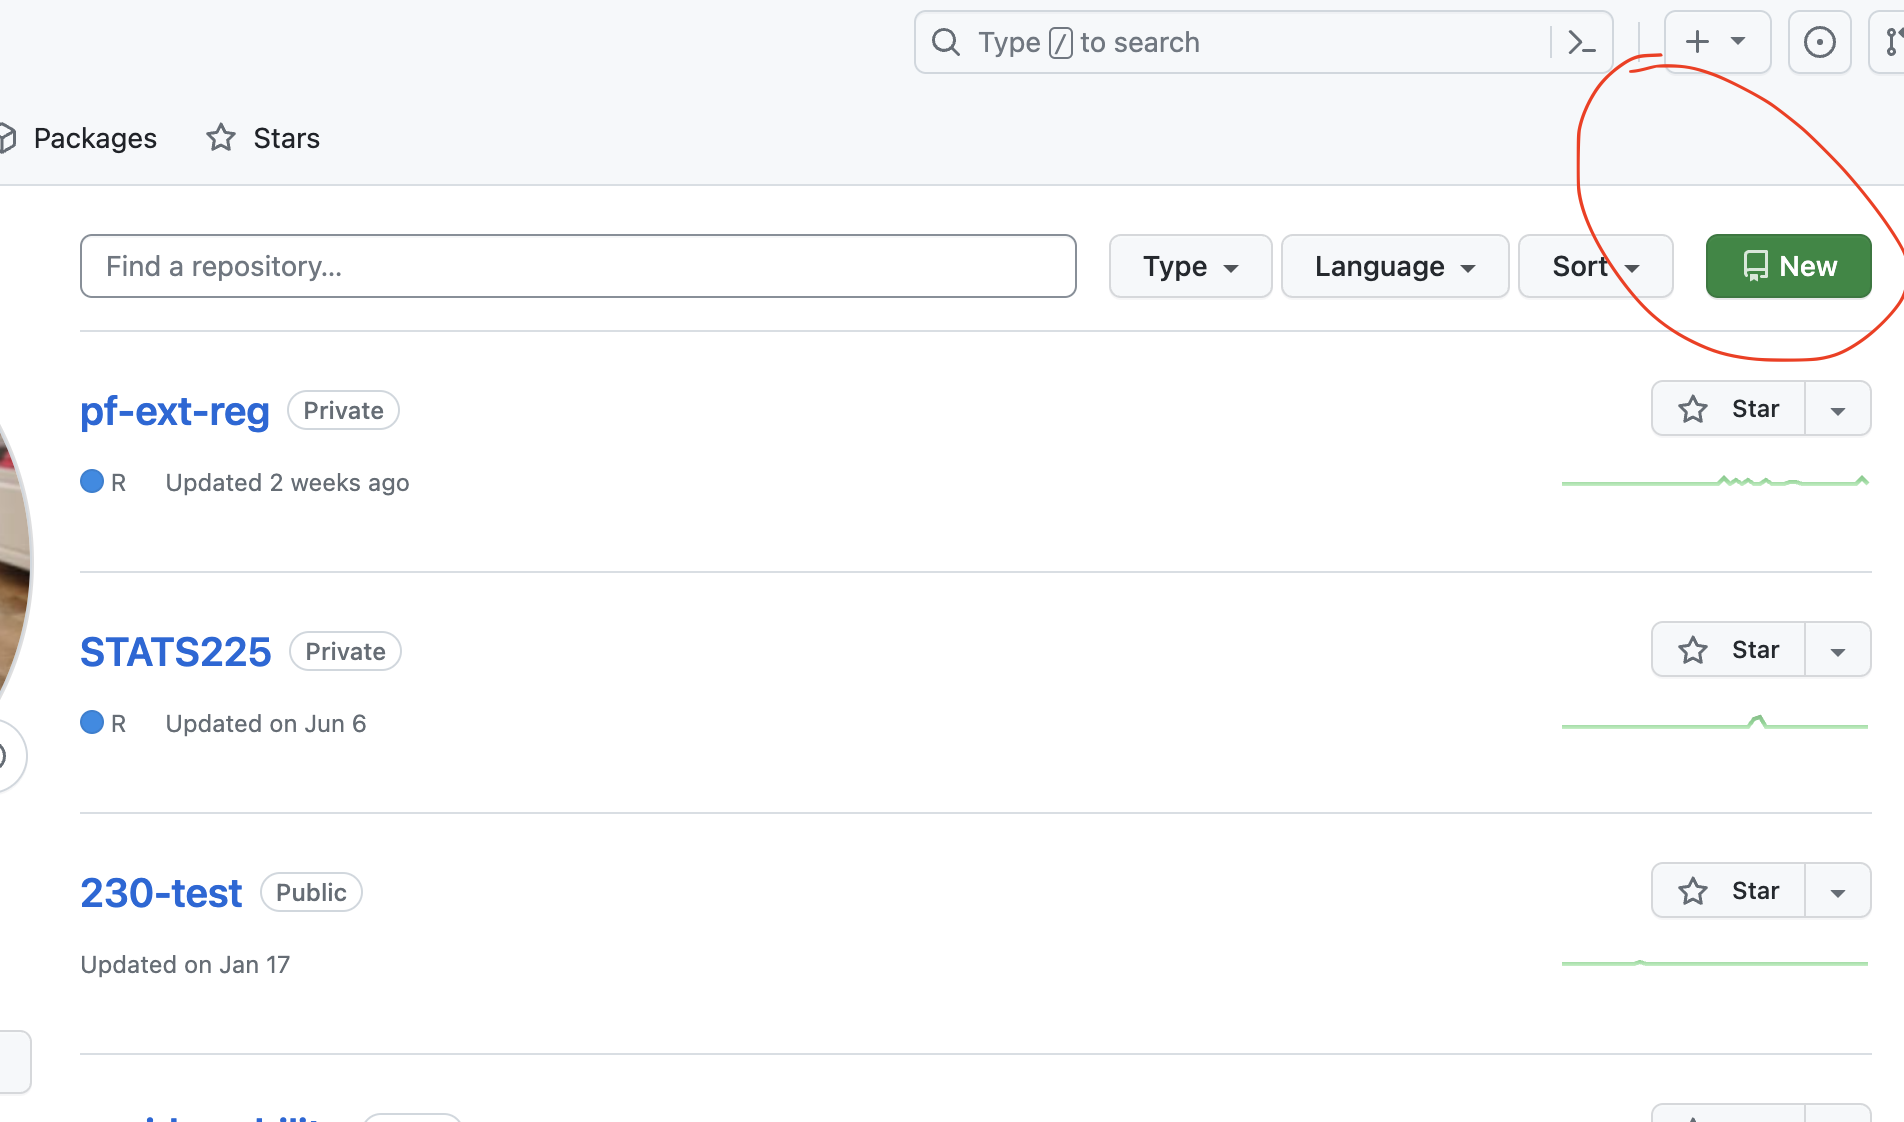 Type / to search
Packages Stars
Find a repository... Type Language Sort New
pf-ext-reg Private Star
R Updated 2 weeks ago
STATS225 Private Star
R Updated on Jun 6
230-test Public Star
Updated on Jan 17